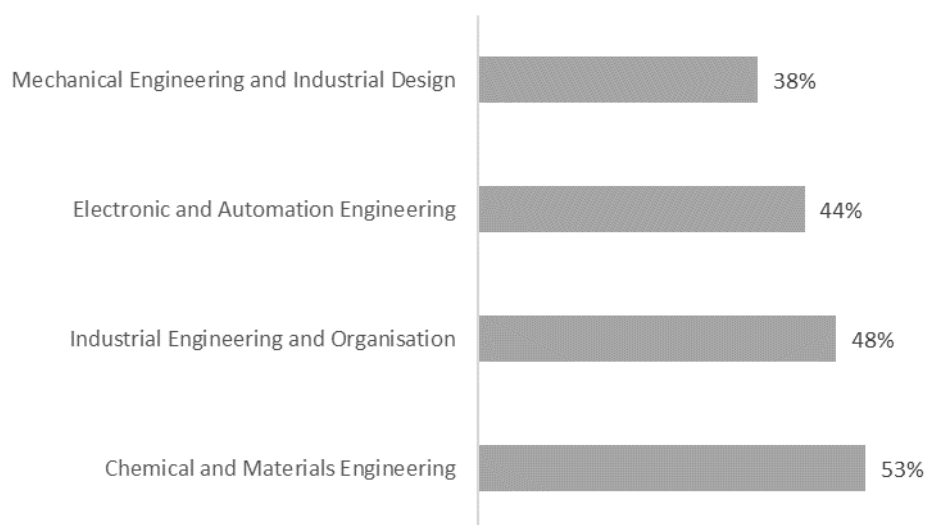 Mechanical Engineering and Industrial Design 38%
Electronic and Automation Engineering 44%
Industrial Engineering and Organisation 48%
Chemical and Materials Engineering 53%